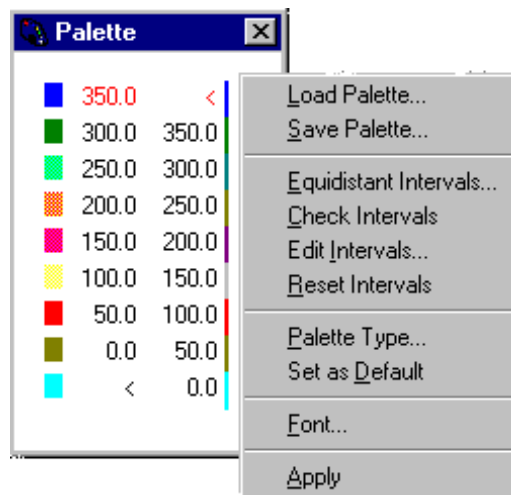 Palette
350.0 <
300.0 350.0
250.0 300.0
200.0 250.0
150.0 200.0
100.0 150.0
50.0 100.0
0.0 50.0
< 0.0
Load Palette...
Save Palette...
Equidistant Intervals...
Check Intervals
Edit Intervals...
Reset Intervals
Palette Type...
Set as Default
Font...
Apply